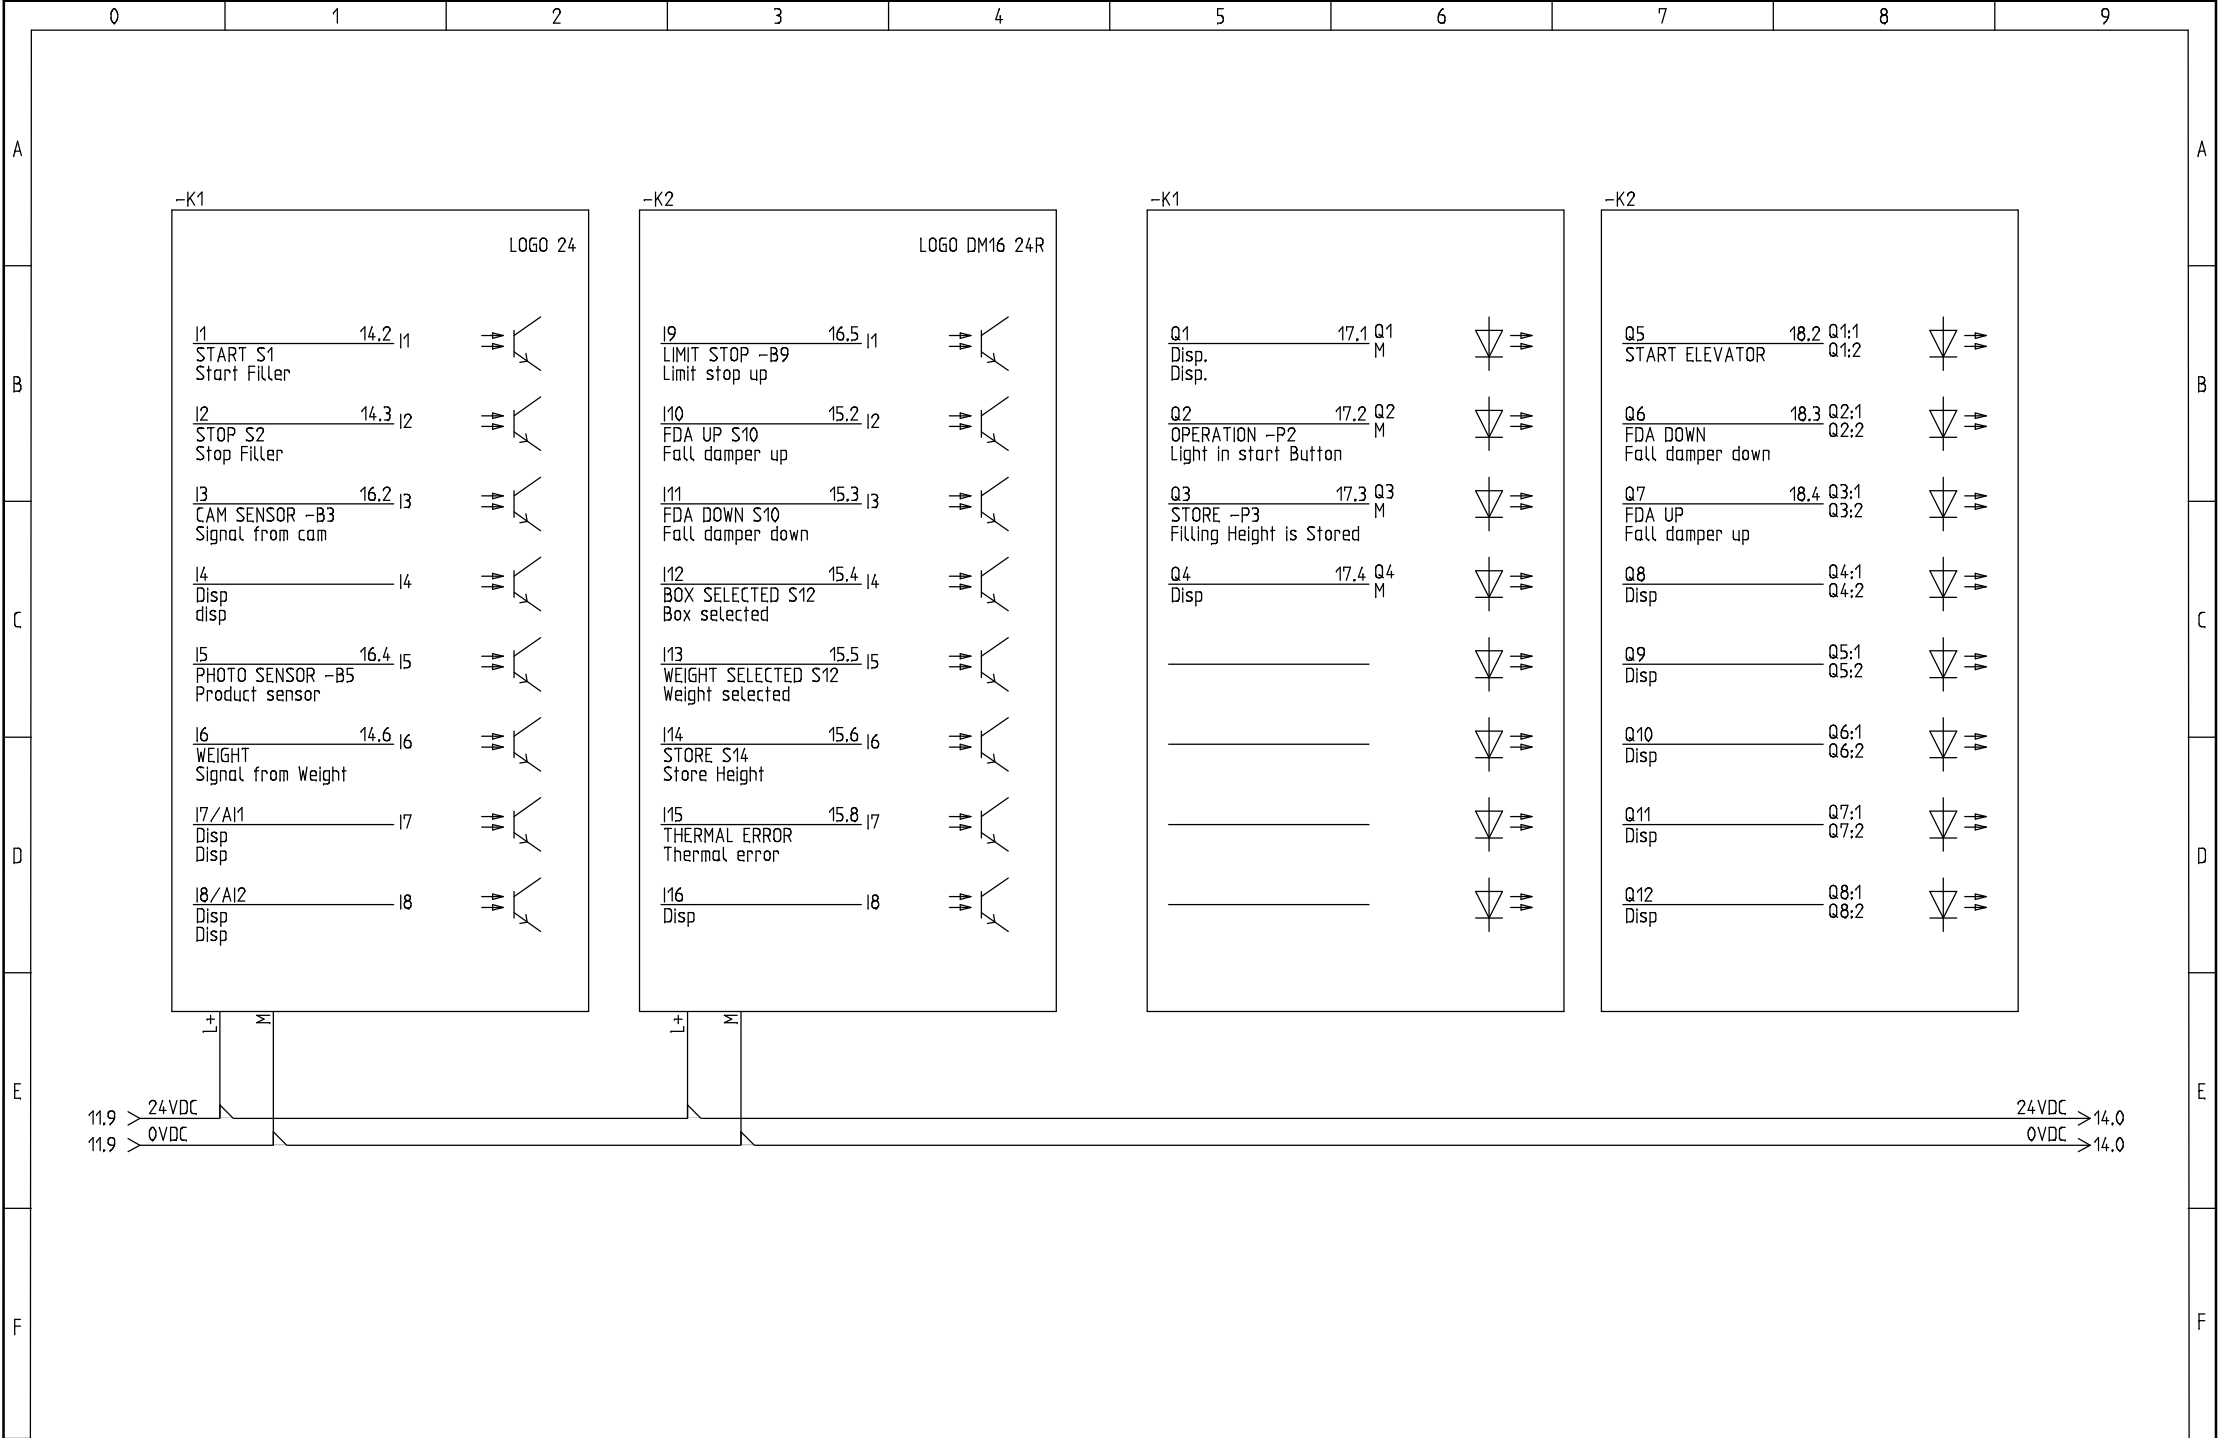 0 1 2 3 4 5 6 7 8 9
A A
-K1 -K2 -K1 -K2
LOGO 24 LOGO DM16 24R
I1 14.2 I1
START S1
Start Filler
I2 14.3 I2
STOP S2
Stop Filler
I3 16.2 I3
CAM SENSOR -B3
Signal from cam
I4 I4
Disp
disp
I5 16.4 I5
PHOTO SENSOR -B5
Product sensor
I6 14.6 I6
WEIGHT
Signal from Weight
I7/AI1 I7
Disp
Disp
I8/AI2 I8
Disp
Disp
L+ M
I9 16.5 I1
LIMIT STOP -B9
Limit stop up
I10 15.2 I2
FDA UP S10
Fall damper up
I11 15.3 I3
FDA DOWN S10
Fall damper down
I12 15.4 I4
BOX SELECTED S12
Box selected
I13 15.5 I5
WEIGHT SELECTED S12
Weight selected
I14 15.6 I6
STORE S14
Store Height
I15 15.8 I7
THERMAL ERROR
Thermal error
I16 I8
Disp
L+ M
Q1 17.1 Q1
M
Disp.
Disp.
Q2 17.2 Q2
M
OPERATION -P2
Light in start Button
Q3 17.3 Q3
M
STORE -P3
Filling Height is Stored
Q4 17.4 Q4
M
Disp
Q5 18.2 Q1:1
Q1:2
START ELEVATOR
Q6 18.3 Q2:1
Q2:2
FDA DOWN
Fall damper down
Q7 18.4 Q3:1
Q3:2
FDA UP
Fall damper up
Q8 Q4:1
Q4:2
Disp
Q9 Q5:1
Q5:2
Disp
Q10 Q6:1
Q6:2
Disp
Q11 Q7:1
Q7:2
Disp
Q12 Q8:1
Q8:2
Disp
B B
C C
D D
E E
11.9 24VDC 24VDC 14.0
11.9 0VDC 0VDC 14.0
F F